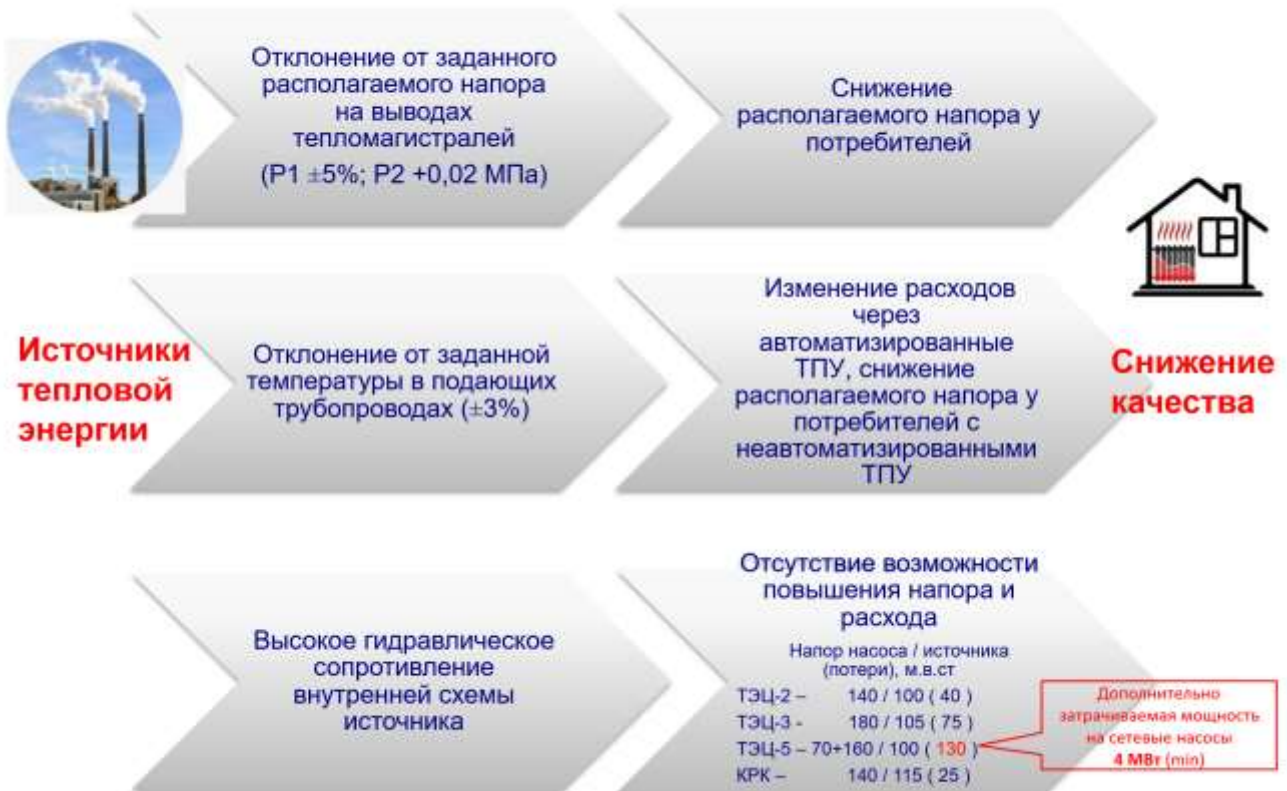 Отклонение от заданного
располагаемого напора
на выводах
тепломагистралей
(P1 ±5%; P2 +0,02 МПа)
Снижение
располагаемого напора у
потребителей
Источники
тепловой
энергии
Отклонение от заданной
температуры в подающих
трубопроводах (±3%)
Изменение расходов
через
автоматизированные
ТПУ, снижение
располагаемого напора у
потребителей с
неавтоматизированными
ТПУ
Снижение
качества
Высокое гидравлическое
сопротивление
внутренней схемы
источника
Отсутствие возможности
повышения напора и
расхода
Напор насоса / источника
(потери), м.в.ст
ТЭЦ-2 – 140 / 100 ( 40 )
ТЭЦ-3 - 180 / 105 ( 75 )
ТЭЦ-5 – 70+160 / 100 ( 130 )
КРК – 140 / 115 ( 25 )
Дополнительно
затрачиваемая мощность
на сетевые насосы
4 МВт (min)